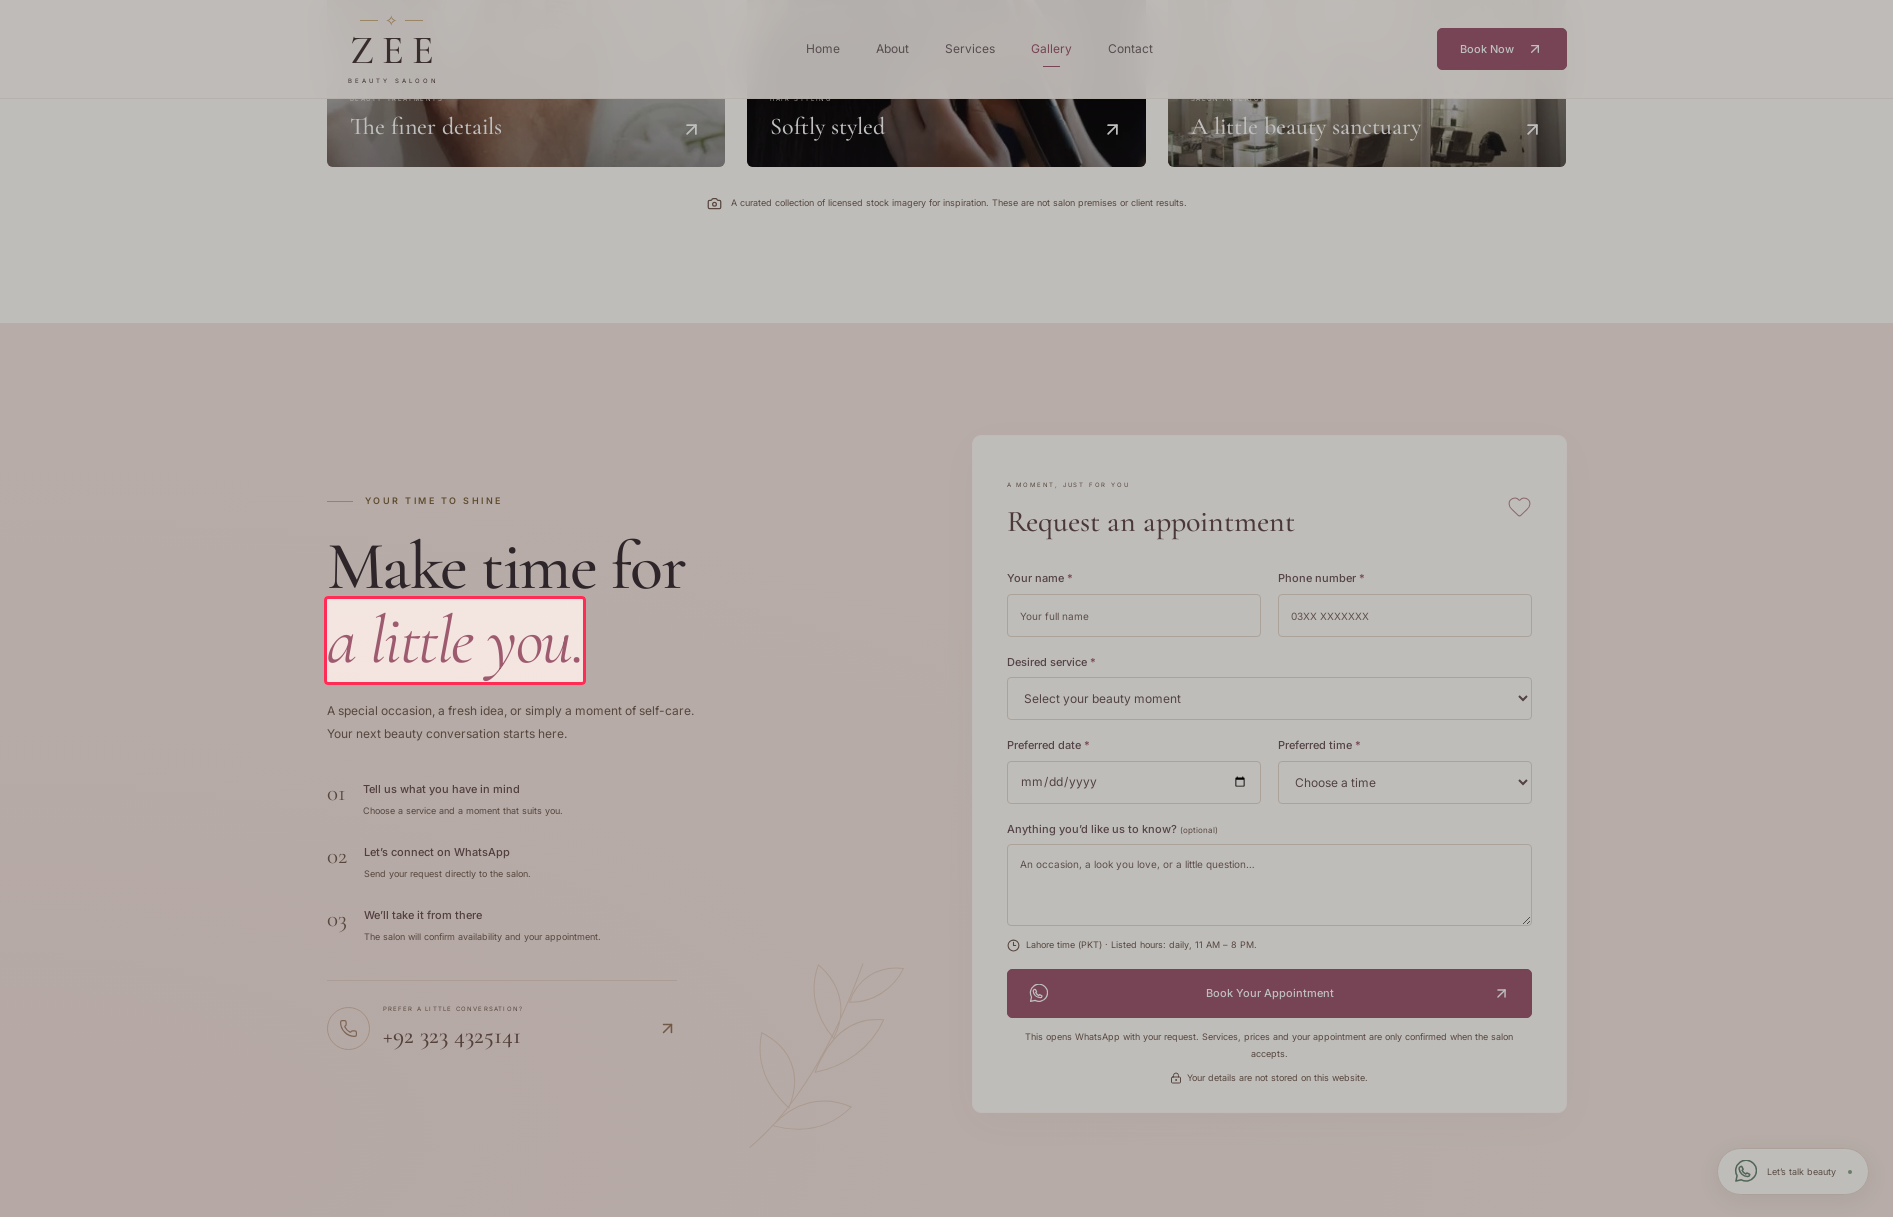 ZEE
BEAUTY SALOON
Home
About
Services
Gallery
Contact
Book Now
The finer details
Softly styled
A little beauty sanctuary
A curated collection of licensed stock imagery for inspiration. These are not salon premises or client results.
YOUR TIME TO SHINE
Make time for
a little you.
A special occasion, a fresh idea, or simply a moment of self-care.
Your next beauty conversation starts here.
01
Tell us what you have in mind
Choose a service and a moment that suits you.
02
Let’s connect on WhatsApp
Send your request directly to the salon.
03
We’ll take it from there
The salon will confirm availability and your appointment.
PREFER A LITTLE CONVERSATION?
+92 323 4325141
A MOMENT, JUST FOR YOU
Request an appointment
Your name *
Phone number *
Your full name
03XX XXXXXXX
Desired service *
Select your beauty moment
Preferred date *
Preferred time *
mm/dd/yyyy
Choose a time
Anything you’d like us to know? (optional)
An occasion, a look you love, or a little question...
Lahore time (PKT) · Listed hours: daily, 11 AM – 8 PM.
Book Your Appointment
This opens WhatsApp with your request. Services, prices and your appointment are only confirmed when the salon
accepts.
Your details are not stored on this website.
Let’s talk beauty